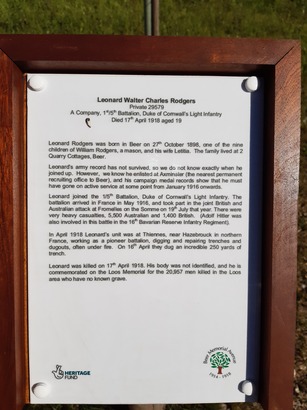 Leonard Walter Charles Rodgers
Private 29579
A Company, 1st/5th Battalion, Duke of Cornwall's Light Infantry
Died 17th April 1918 aged 19
Leonard Rodgers was born in Beer on 27th October 1898, one of the nine
children of William Rodgers, a mason, and his wife Letitia. The family lived at 2
Quarry Cottages, Beer.
Leonard's army record has not survived, so we do not know exactly when he
joined up. However, we know he enlisted at Axminster (the nearest permanent
recruiting office to Beer), and his campaign medal records show that he must
have gone on active service at some point from January 1916 onwards.
Leonard joined the 1/5th Battalion, Duke of Cornwall's Light Infantry. The
battalion arrived in France in May 1916, and took part in the joint British and
Australian attack at Fromelles on the Somme on 19th July that year. There were
very heavy casualties, 5,500 Australian and 1,400 British. (Adolf Hitler was
also involved in this battle in the 16th Bavarian Reserve Infantry Regiment).
In April 1918 Leonard's unit was at Thiennes, near Hazebrouck in northern
France, working as a pioneer battalion, digging and repairing trenches and
dugouts, often under fire. On 16th April they dug an incredible 250 yards of
trench.
Leonard was killed on 17th April 1918. His body was not identified, and he is
commemorated on the Loos Memorial for the 20,957 men killed in the Loos
area who have no known grave.
HERITAGE
FUND
Beer Memorial Avenue
1914 - 1918